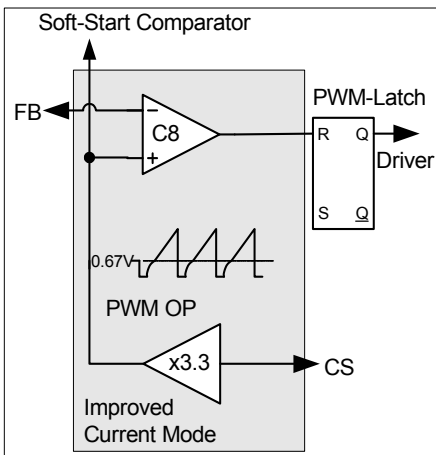 Soft-Start Comparator
FB
PWM-Latch
−
C8
+
R Q
Driver
S Q
0.67V
PWM OP
x3.3
CS
Improved
Current Mode